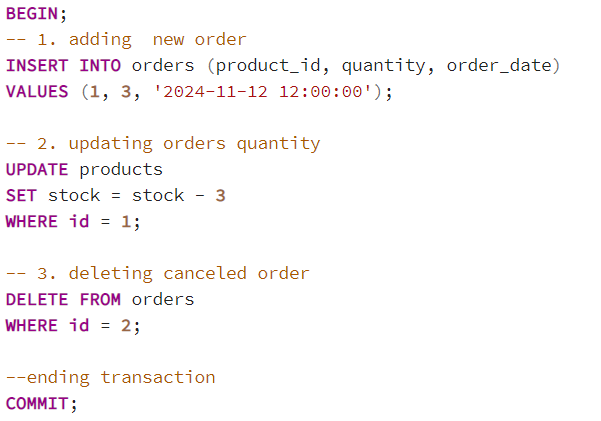 BEGIN;
-- 1. adding  new order
INSERT INTO orders (product_id, quantity, order_date)
VALUES (1, 3, '2024-11-12 12:00:00');
-- 2. updating orders quantity
UPDATE products
SET stock = stock - 3
WHERE id = 1;
-- 3. deleting canceled order
DELETE FROM orders
WHERE id = 2;
--ending transaction
COMMIT;